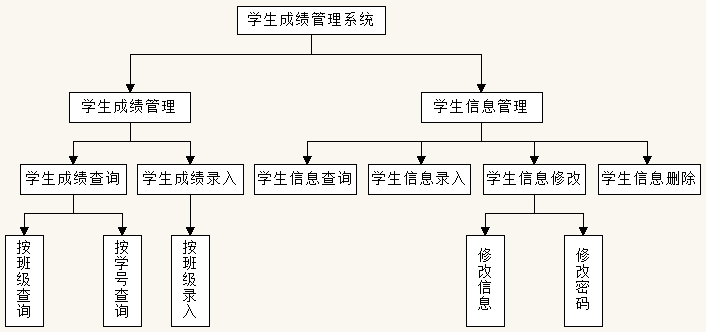 学生成绩管理系统
学生成绩管理
学生信息管理
学生成绩查询
学生成绩录入
学生信息查询
学生信息录入
学生信息修改
学生信息删除
按班级查询
按学号查询
按班级录入
修改信息
修改密码